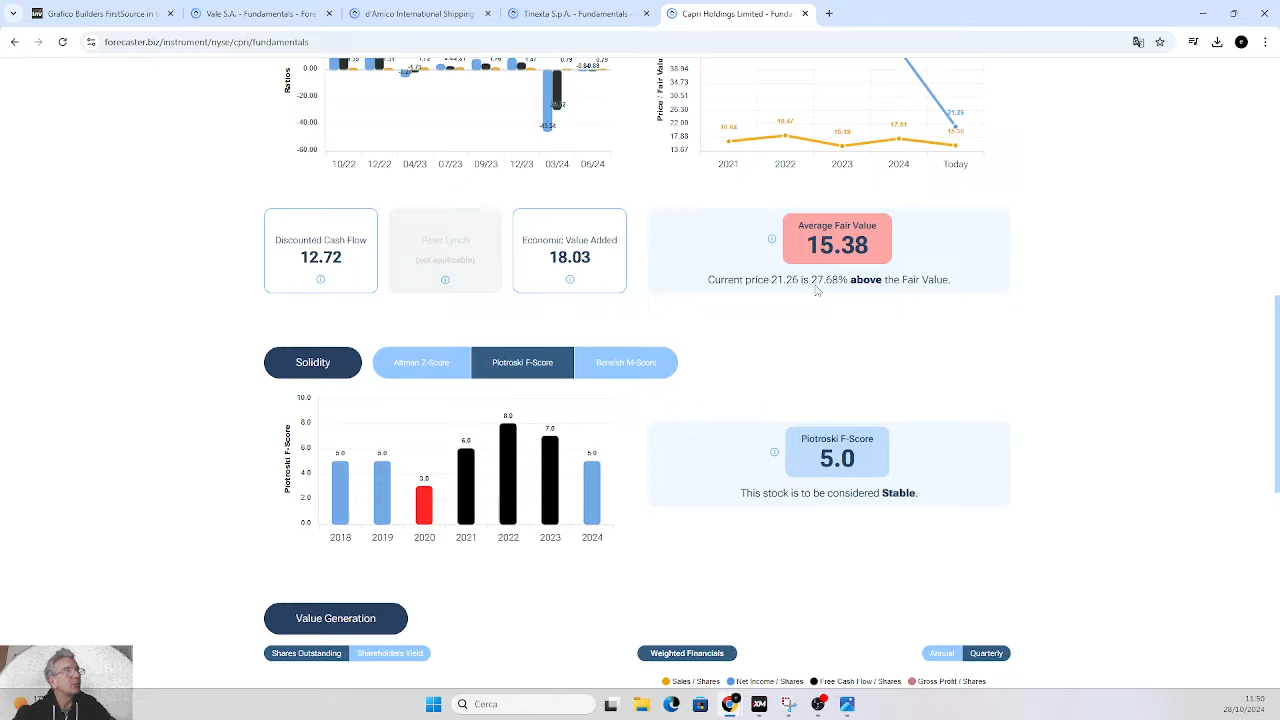 Grafico Builders FirstSource In
Vale S.A. - Fundamentals - Fore
d'Amico International Shipping
Tinexta S.p.A. - Fundamentals -
Capri Holdings Limited - Funda
forecaster.biz/instrument/nyse/cpri/fundamentals
Ratios
0.00
-20.00
-40.00
-60.00
10/22
12/22
04/23
07/23
09/23
12/23
03/24
06/24
Price / Fair Valu
38.94
34.73
30.51
26.30
22.09
17.88
13.67
16.64
18.47
15.19
17.51
21.26
15.38
2021
2022
2023
2024
Today
Discounted Cash Flow
12.72
Peter Lynch
(not applicable)
Economic Value Added
18.03
Average Fair Value
15.38
Current price 21.26 is 27.68% above the Fair Value.
Solidity
Altman Z-Score
Piotroski F-Score
Beneish M-Score
Piotroski F-Score
10.0
8.0
6.0
4.0
2.0
0.0
5.0
5.0
3.0
6.0
8.0
7.0
5.0
2018
2019
2020
2021
2022
2023
2024
Piotroski F-Score
5.0
This stock is to be considered Stable.
Value Generation
Shares Outstanding
Shareholders Yield
Weighted Financials
Annual
Quarterly
Sales / Shares
Net Income / Shares
Free Cash Flow / Shares
Gross Profit / Shares
Cerca
11:50
28/10/2024